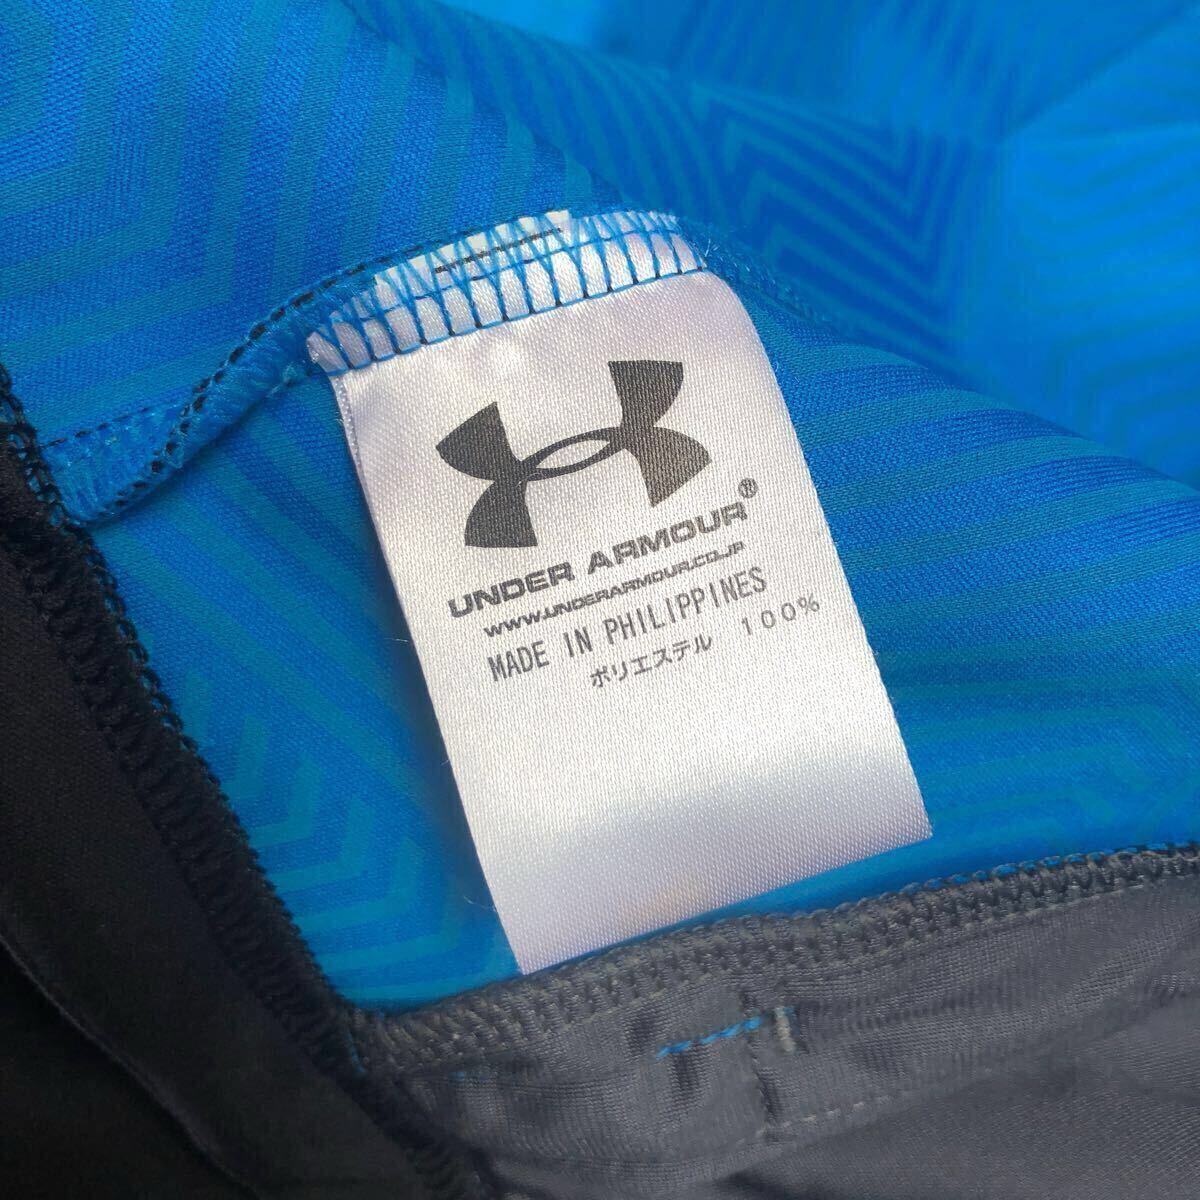 UNDER ARMOUR®
WWW.UNDERARMOUR.CO.JP
MADE IN PHILIPPINES
ポリエステル 100%